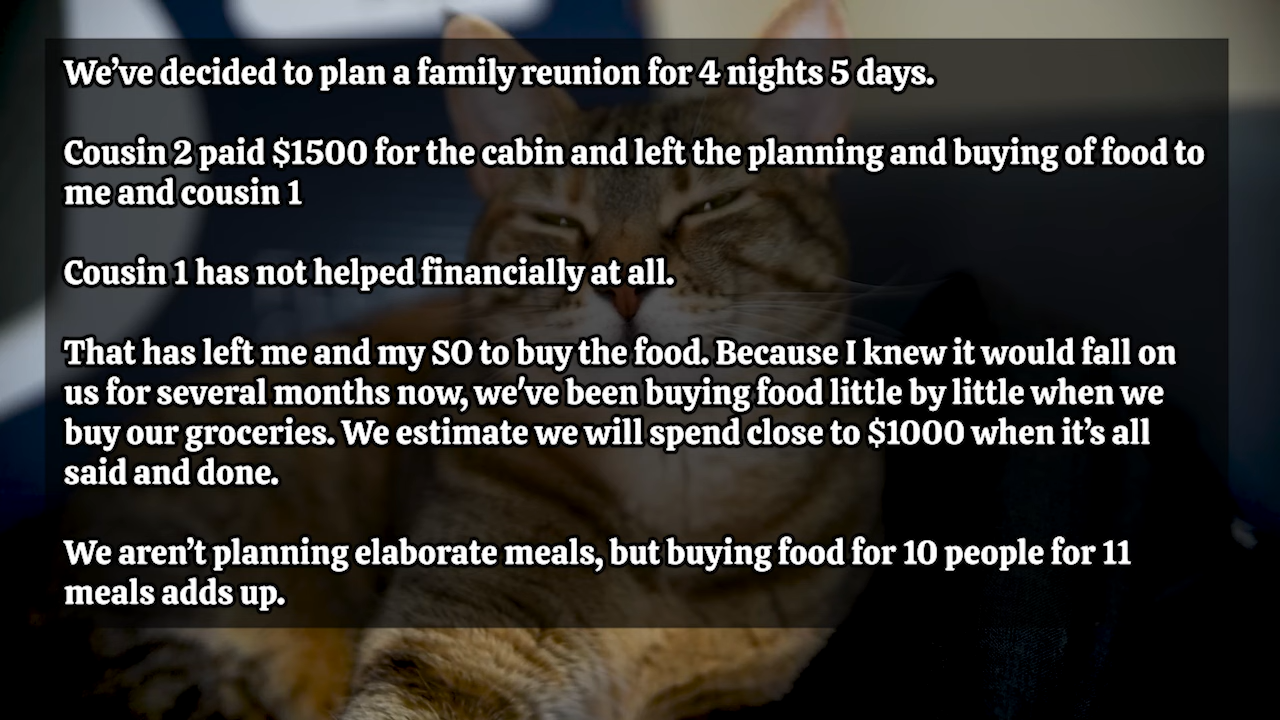 We’ve decided to plan a family reunion for 4 nights 5 days.
Cousin 2 paid $1500 for the cabin and left the planning and buying of food to
me and cousin 1
Cousin 1 has not helped financially at all.
That has left me and my SO to buy the food. Because I knew it would fall on
us for several months now, we've been buying food little by little when we
buy our groceries. We estimate we will spend close to $1000 when it’s all
said and done.
We aren’t planning elaborate meals, but buying food for 10 people for 11
meals adds up.